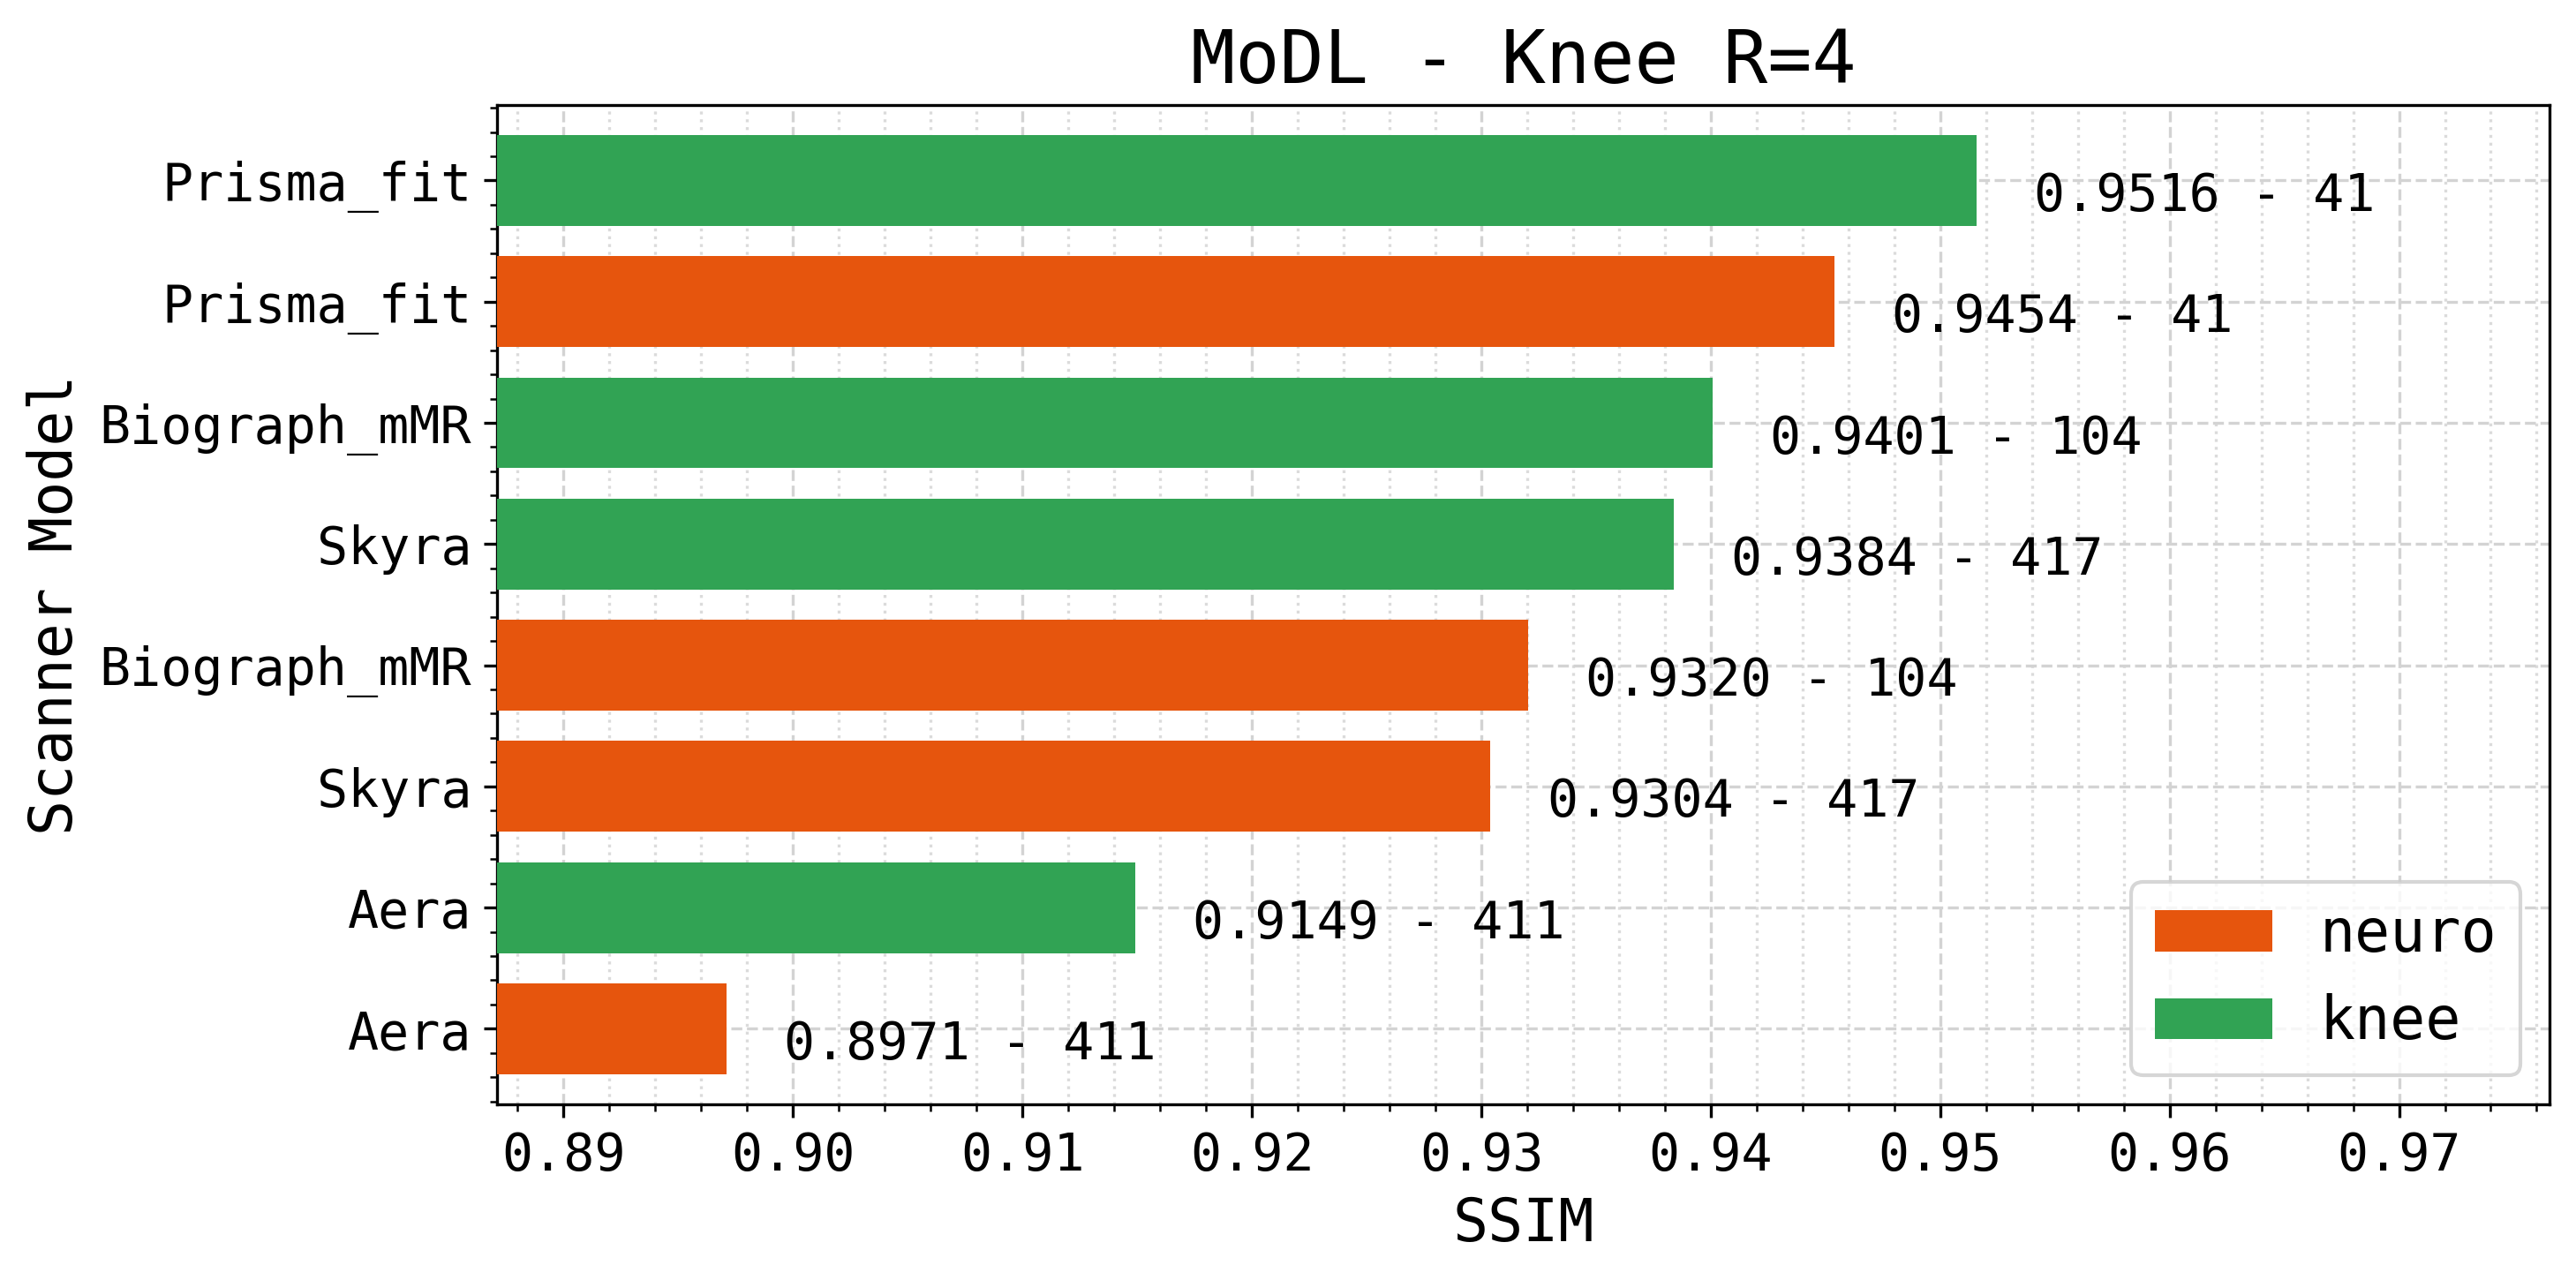 MoDL - Knee R=4
Scanner Model
Prisma_fit
0.9516 - 41
Prisma_fit
0.9454 - 41
Biograph_mMR
0.9401 - 104
Skyra
0.9384 - 417
Biograph_mMR
0.9320 - 104
Skyra
0.9304 - 417
Aera
0.9149 - 411
Aera
0.8971 - 411
neuro
knee
0.89 0.90 0.91 0.92 0.93 0.94 0.95 0.96 0.97
SSIM